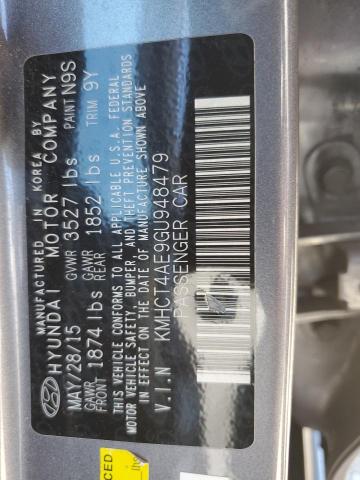 MANUFACTURED IN KOREA BY
HYUNDAI MOTOR COMPANY
MAY/28/15 GVWR 3527 lbs PAINT N9S
GAWR FRONT 1874 lbs GAWR REAR 1852 lbs TRIM 9Y
THIS VEHICLE CONFORMS TO ALL APPLICABLE U.S.A. FEDERAL
MOTOR VEHICLE SAFETY, BUMPER, AND THEFT PREVENTION STANDARDS
IN EFFECT ON THE DATE OF MANUFACTURE SHOWN ABOVE
V.I.N KMHCT4AE9GU948479
PASSENGER CAR
lbs